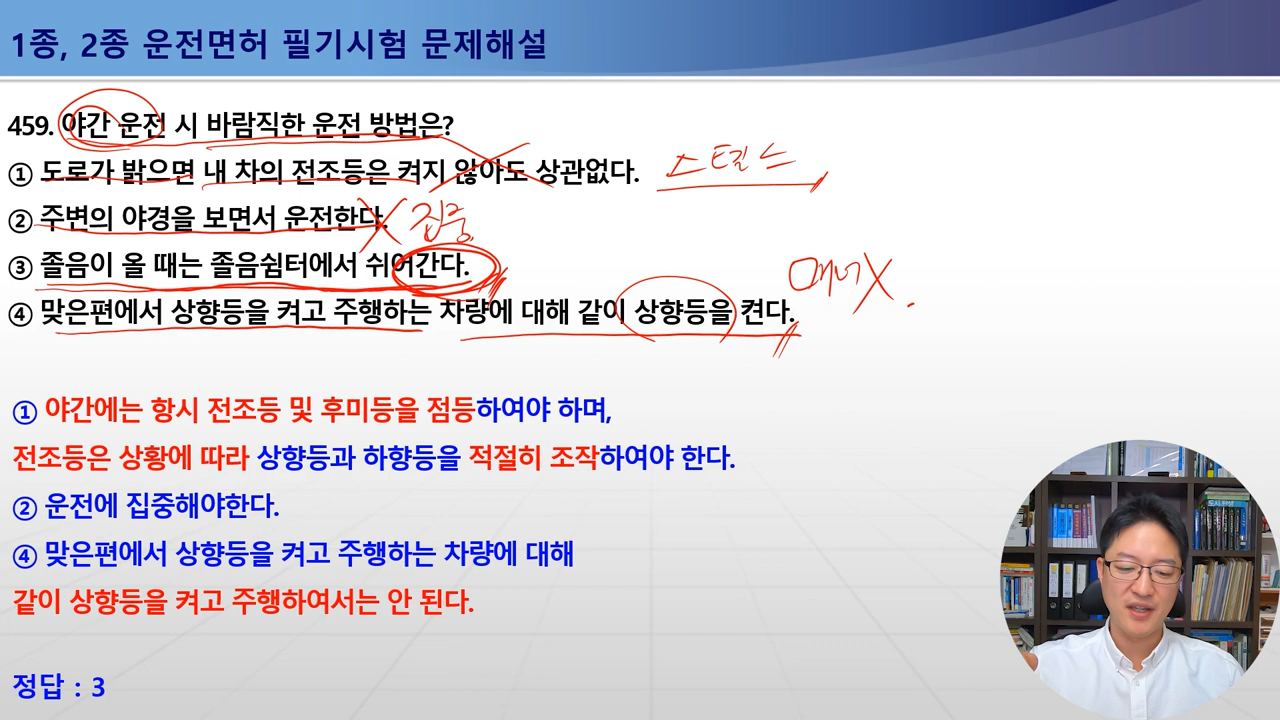 1종, 2종 운전면허 필기시험 문제해설
459. 야간 운전 시 바람직한 운전 방법은?
① 도로가 밝으면 내 차의 전조등은 켜지 않아도 상관없다. 스텔스
② 주변의 야경을 보면서 운전한다. 집중
③ 졸음이 올 때는 졸음쉼터에서 쉬어간다.
매너X
④ 맞은편에서 상향등을 켜고 주행하는 차량에 대해 같이 상향등을 켠다.
① 야간에는 항시 전조등 및 후미등을 점등하여야 하며,
전조등은 상황에 따라 상향등과 하향등을 적절히 조작하여야 한다.
② 운전에 집중해야한다.
④ 맞은편에서 상향등을 켜고 주행하는 차량에 대해
같이 상향등을 켜고 주행하여서는 안 된다.
정답 : 3